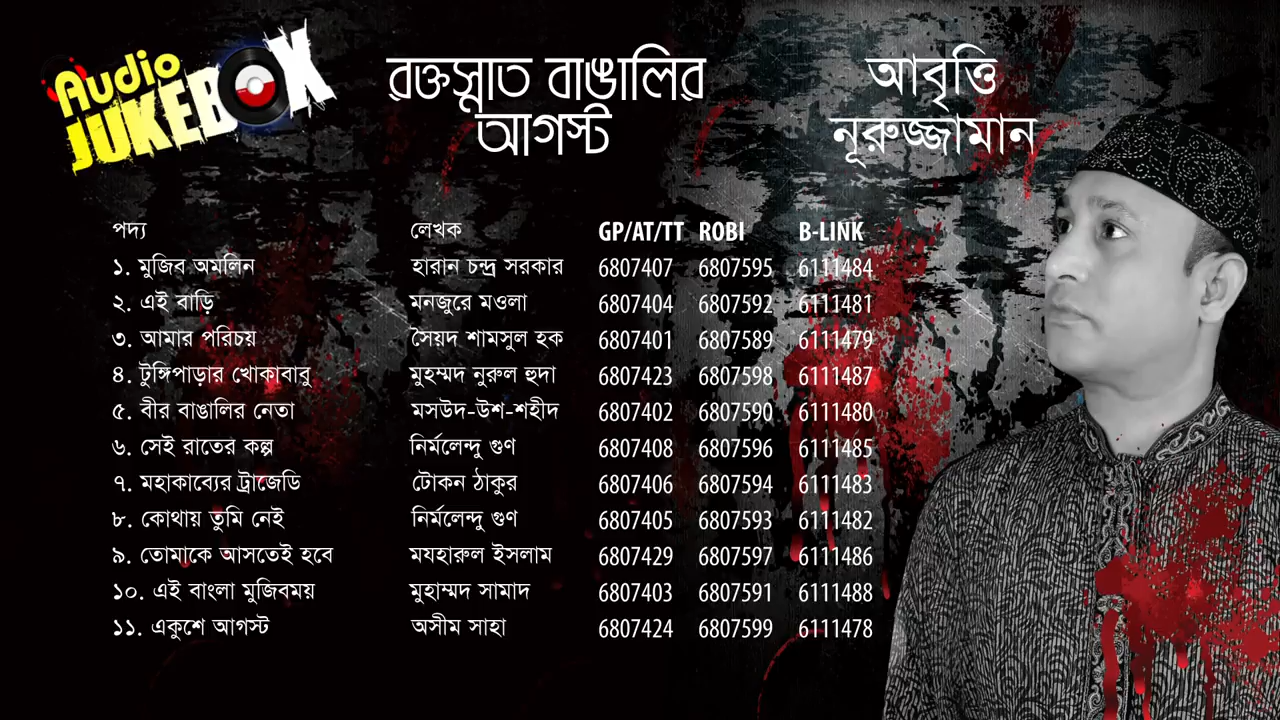 Audio
JUKEBOX
রক্তস্নাত বাঙালির
আগস্ট
আবৃত্তি
নূরুজ্জামান
পদ্য লেখক GP/AT/TT ROBI B-LINK
১. মুজিব অমলিন হারান চন্দ্র সরকার 6807407 6807595 6111484
২. এই বাড়ি মনজুরে মওলা 6807404 6807592 6111481
৩. আমার পরিচয় সৈয়দ শামসুল হক 6807401 6807589 6111479
৪. টুঙ্গিপাড়ার খোকাবাবু মুহম্মদ নুরুল হুদা 6807423 6807598 6111487
৫. বীর বাঙালির নেতা মসউদ-উশ-শহীদ 6807402 6807590 6111480
৬. সেই রাতের কল্প নির্মলেন্দু গুণ 6807408 6807596 6111485
৭. মহাকাব্যের ট্রাজেডি টোকন ঠাকুর 6807406 6807594 6111483
৮. কোথায় তুমি নেই নির্মলেন্দু গুণ 6807405 6807593 6111482
৯. তোমাকে আসতেই হবে মযহারুল ইসলাম 6807429 6807597 6111486
১০. এই বাংলা মুজিবময় মুহাম্মদ সামাদ 6807403 6807591 6111488
১১. একুশে আগস্ট অসীম সাহা 6807424 6807599 6111478